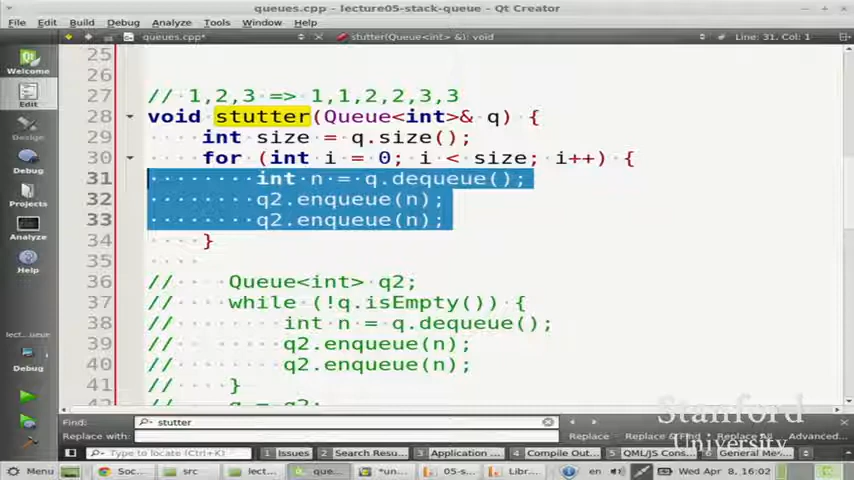 queues.cpp - lecture05-stack-queue - Qt Creator
File Edit Build Debug Analyze Tools Window Help
queues.cpp* stutter(Queue<int> &): void Line: 31, Col: 1
Welcome
Edit
Design
Debug
Projects
Analyze
Help
Debug
25
26
27 // 1,2,3 => 1,1,2,2,3,3
28 void stutter(Queue<int>& q) {
29 int size = q.size();
30 for (int i = 0; i < size; i++) {
31 int n = q.dequeue();
32 q2.enqueue(n);
33 q2.enqueue(n);
34 }
35
36 // Queue<int> q2;
37 // while (!q.isEmpty()) {
38 // int n = q.dequeue();
39 // q2.enqueue(n);
40 // q2.enqueue(n);
41 // }
42 // q = q2;
Find: stutter
Replace with: Replace Replace & Find Replace All Advanced...
Stanford
University
Type to locate (Ctrl+K) 1 Issues 2 Search Resu... 3 Application ... 4 Compile Out... 5 QML/JS Cons... 6 General Me...
Menu Soc... src lect... que... *un... 05-s... Libr... en Wed Apr 8, 16:02